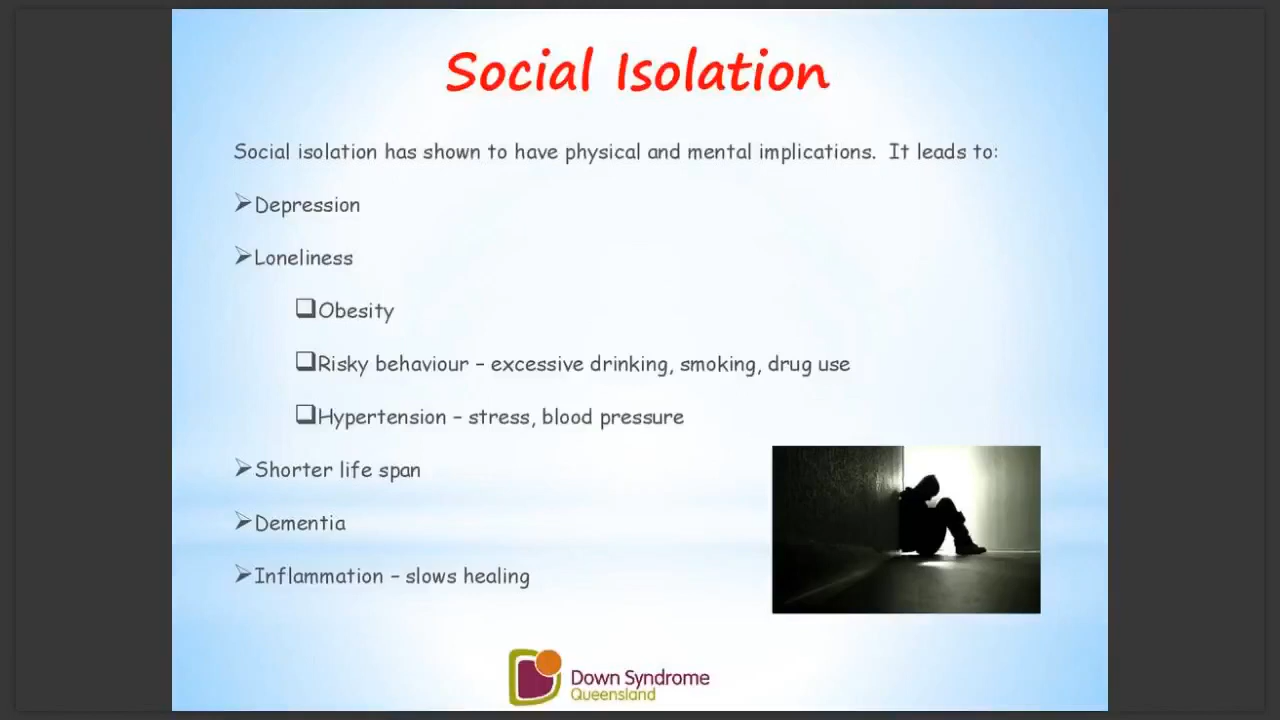 Social Isolation
Social isolation has shown to have physical and mental implications.  It leads to:
➢Depression
➢Loneliness
❑Obesity
❑Risky behaviour – excessive drinking, smoking, drug use
❑Hypertension – stress, blood pressure
➢Shorter life span
➢Dementia
➢Inflammation – slows healing
Down Syndrome
Queensland